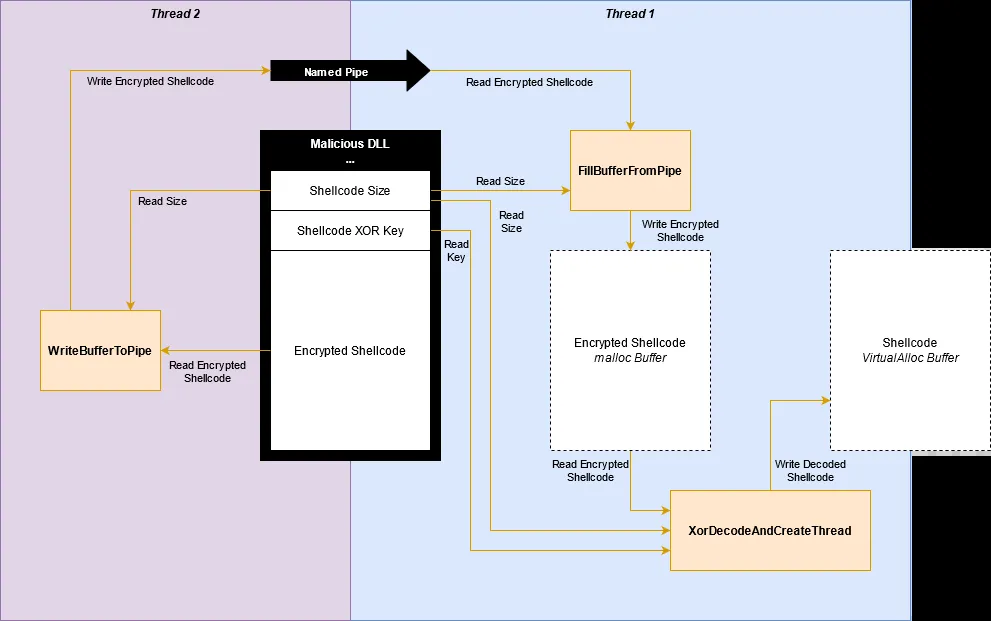 Thread 2
Thread 1
Named Pipe
Write Encrypted Shellcode
Read Encrypted Shellcode
Malicious DLL
...
Shellcode Size
Read Size
FillBufferFromPipe
Read Size
Read
Size
Shellcode XOR Key
Read
Key
Write Encrypted
Shellcode
WriteBufferToPipe
Read Encrypted
Shellcode
Encrypted Shellcode
Encrypted Shellcode
malloc Buffer
Shellcode
VirtualAlloc Buffer
Read Encrypted
Shellcode
Write Decoded
Shellcode
XorDecodeAndCreateThread